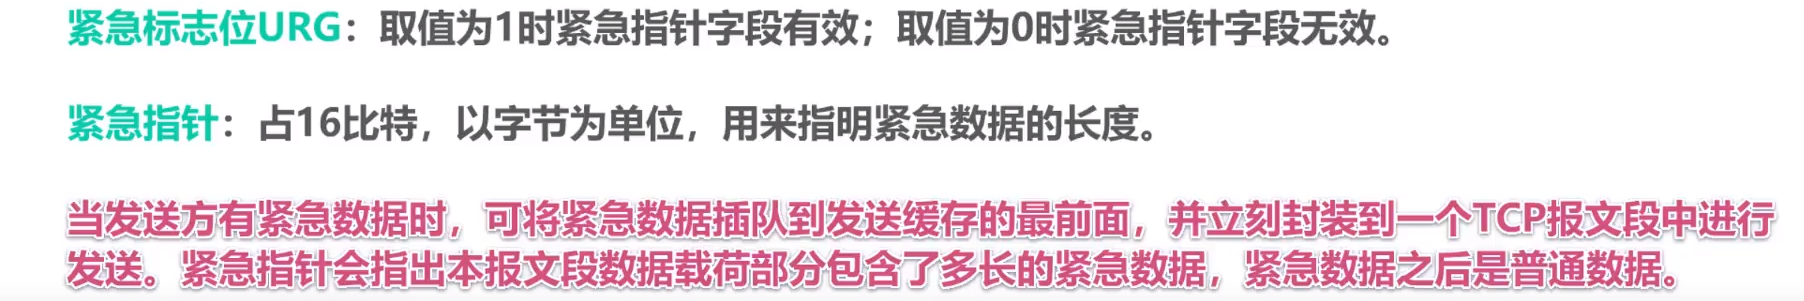 紧急标志位URG：取值为1时紧急指针字段有效；取值为0时紧急指针字段无效。
紧急指针：占16比特，以字节为单位，用来指明紧急数据的长度。
当发送方有紧急数据时，可将紧急数据插队到发送缓存的最前面，并立刻封装到一个TCP报文段中进行
发送。紧急指针会指出本报文段数据载荷部分包含了多长的紧急数据，紧急数据之后是普通数据。